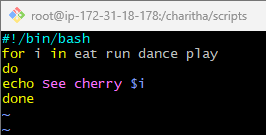 root@ip-172-31-18-178:/charitha/scripts
#!/bin/bash
for i in eat run dance play
do
echo See cherry $i
done
~
~